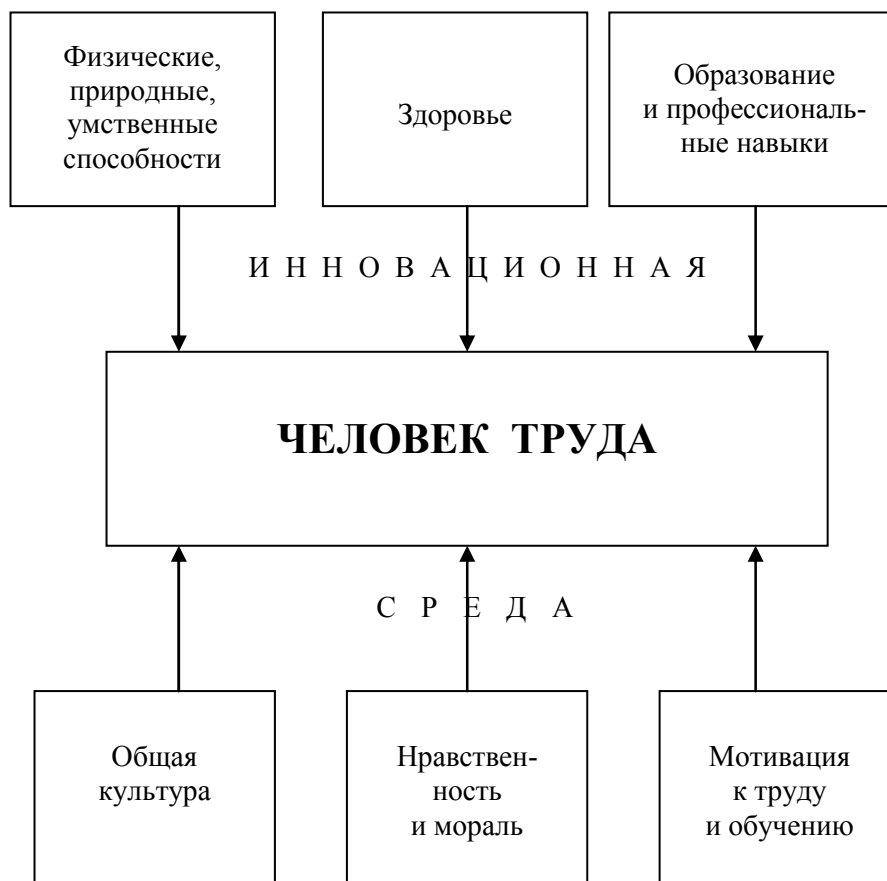 Физические,
природные,
умственные
способности
Здоровье
Образование
и профессиональ-
ные навыки
И Н Н О В А Ц И О Н Н А Я
ЧЕЛОВЕК ТРУДА
С Р Е Д А
Общая
культура
Нравствен-
ность
и мораль
Мотивация
к труду
и обучению